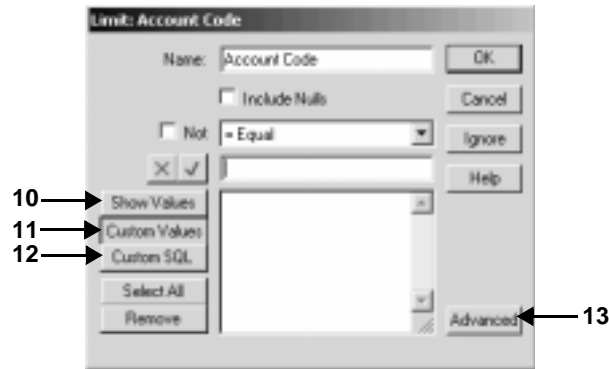 Limit: Account Code
Name: Account Code OK
Include Nulls Cancel
Not = Equal Ignore
Help
10 Show Values
11 Custom Values
12 Custom SQL
Select All
Remove Advanced 13